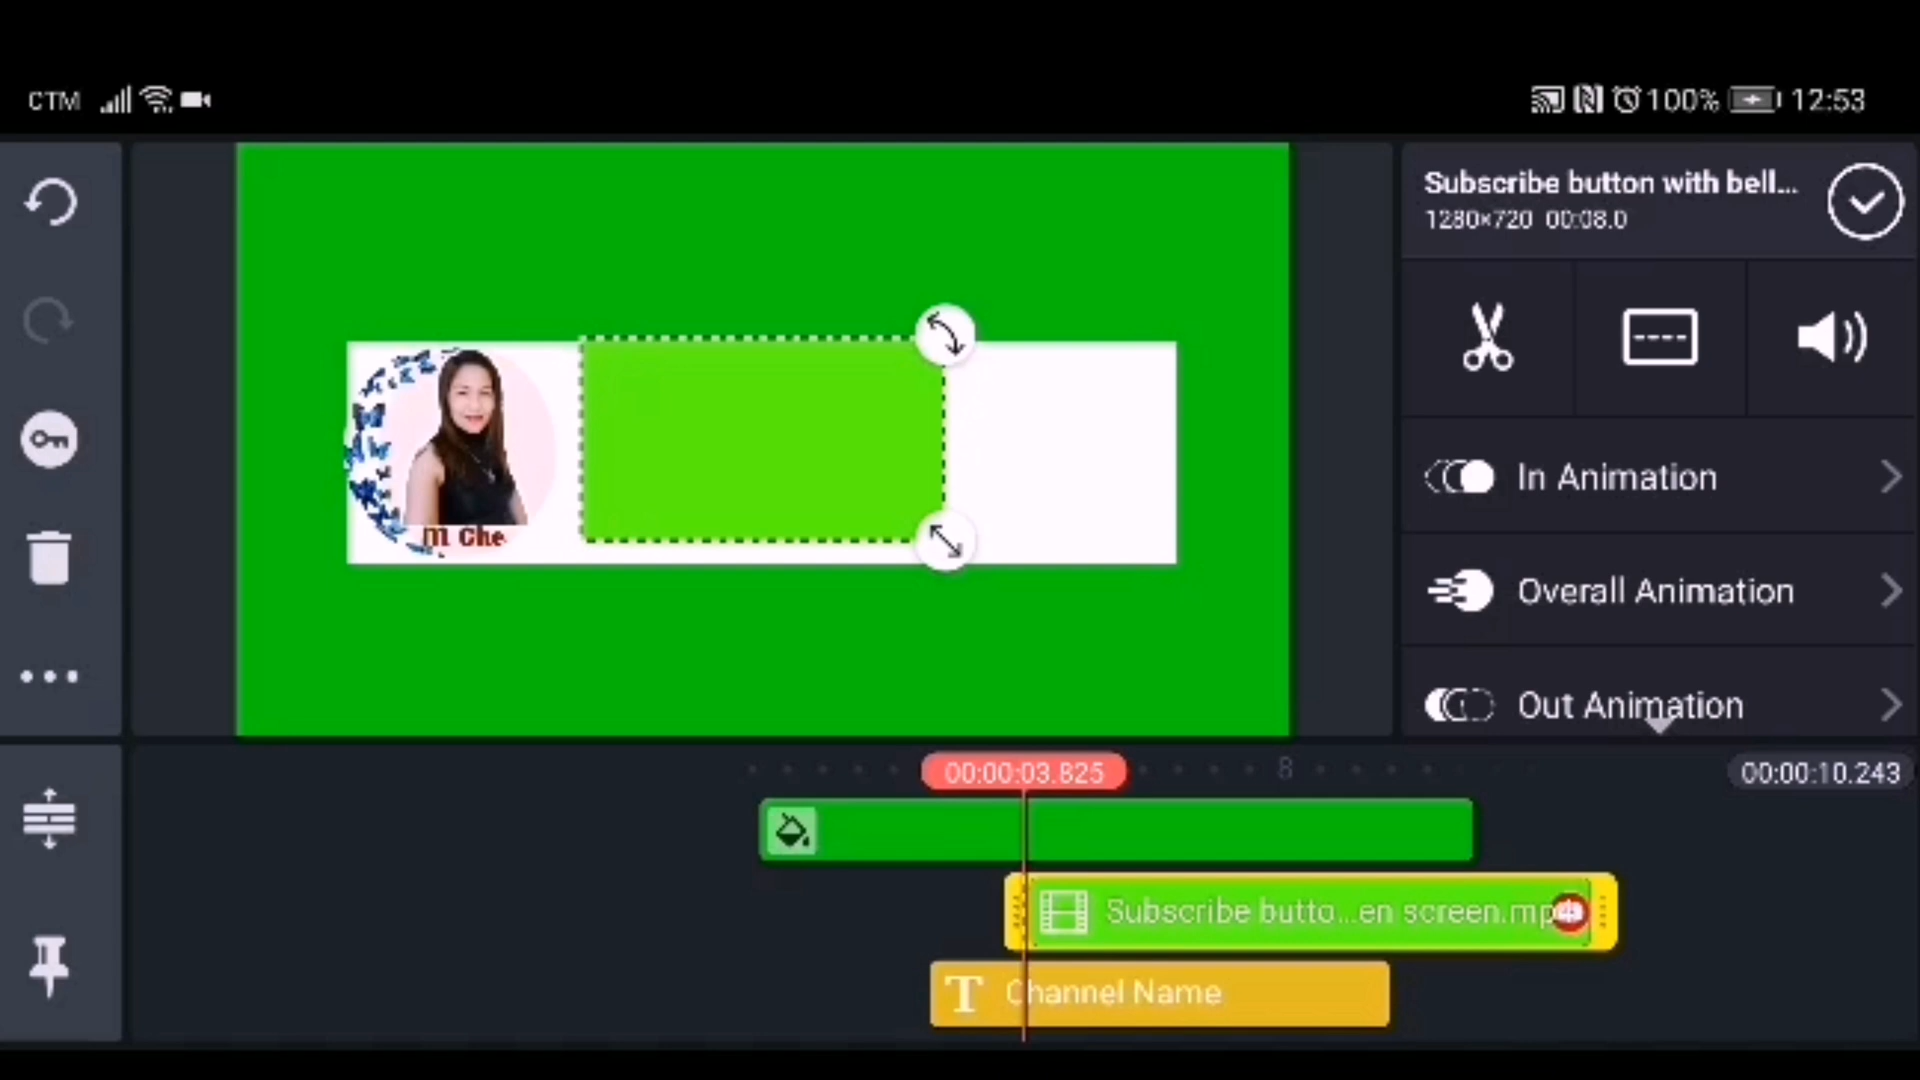 CTM
100%
12:53
Subscribe button with bell...
1280×720 00:08.0
In Animation
Overall Animation
Out Animation
m Che
00:00:03.825
8
00:00:10.243
Subscribe butto...en screen.mp
Channel Name